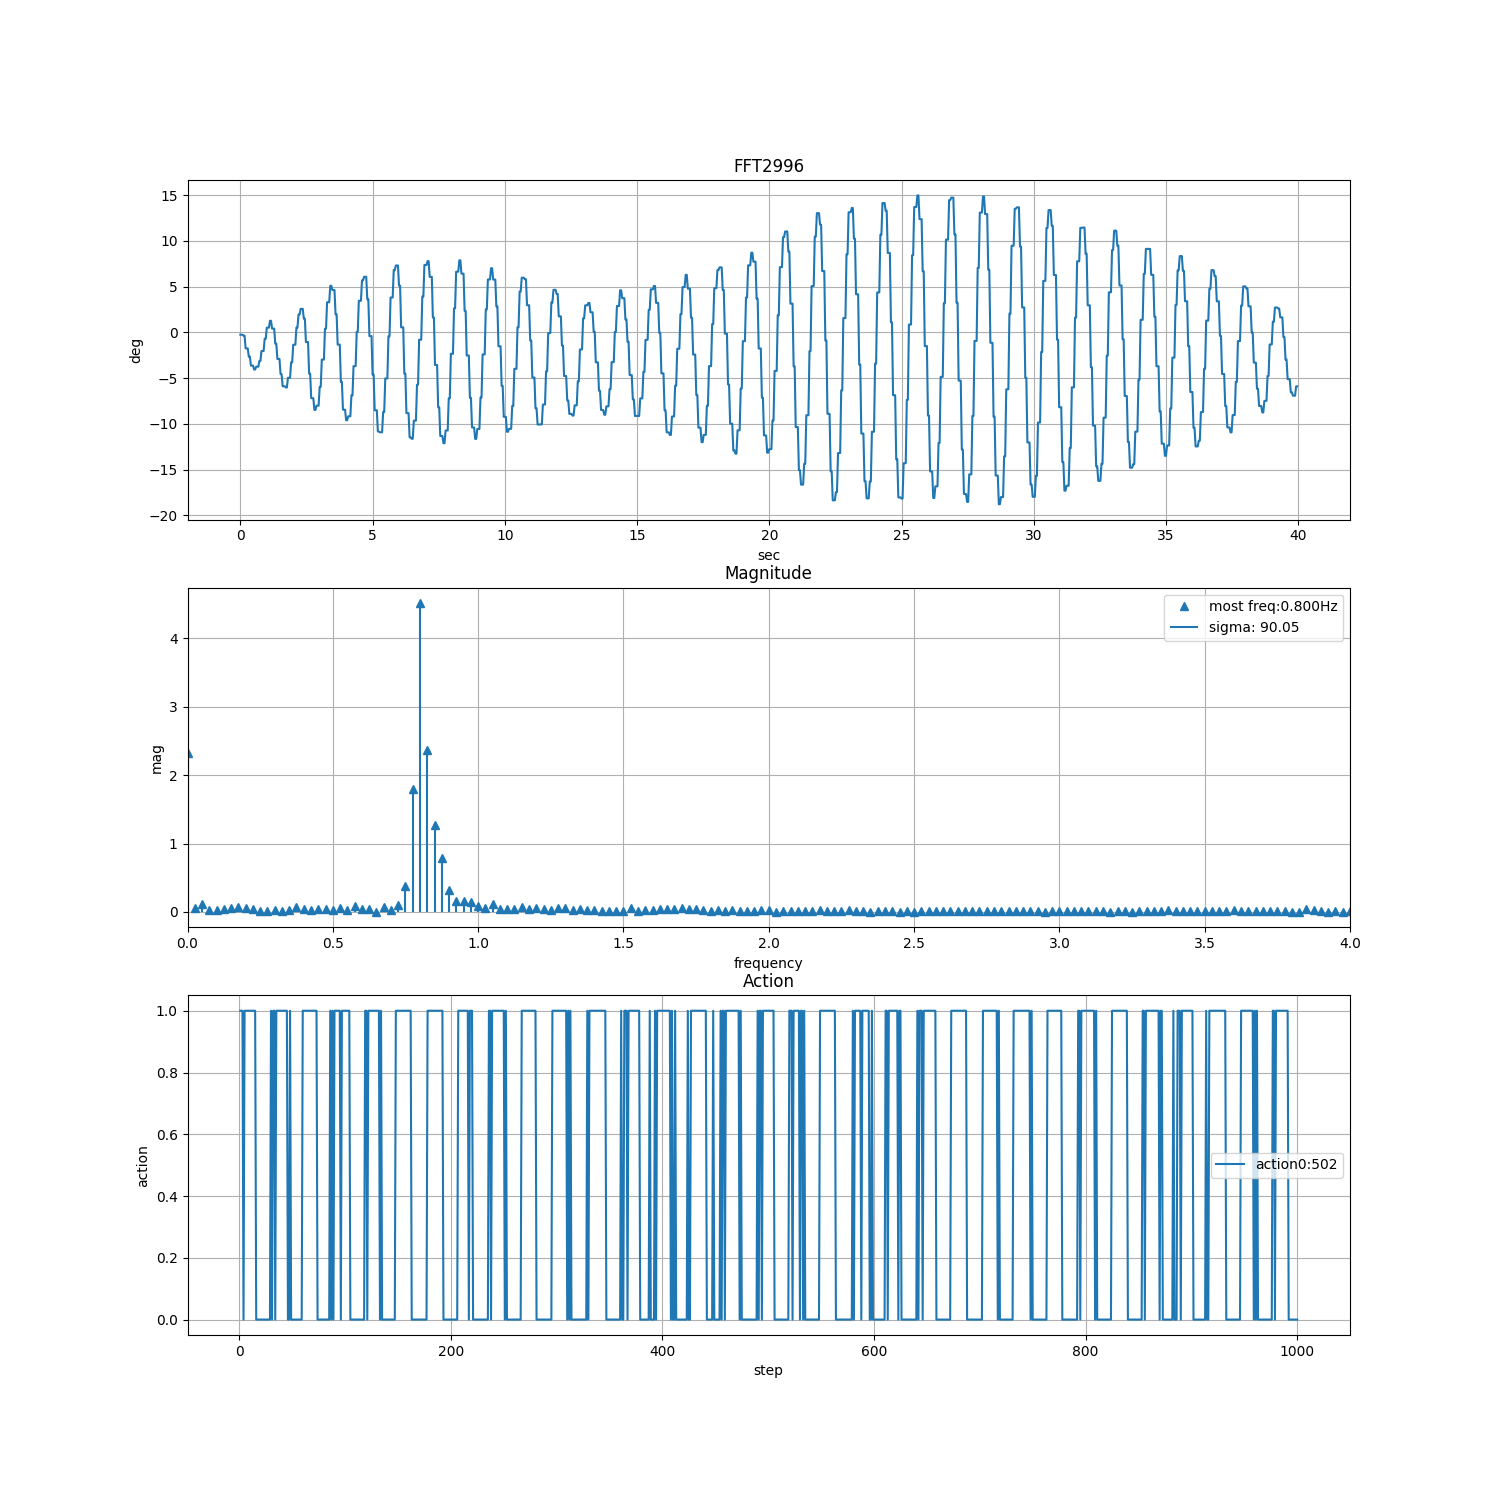 FFT2996
15
10
5
0
−5
−10
−15
−20
deg
0 5 10 15 20 25 30 35 40
sec
Magnitude
most freq:0.800Hz
sigma: 90.05
4
3
2
1
0
mag
0.0 0.5 1.0 1.5 2.0 2.5 3.0 3.5 4.0
frequency
Action
1.0
0.8
0.6
0.4
0.2
0.0
action
action0:502
0 200 400 600 800 1000
step